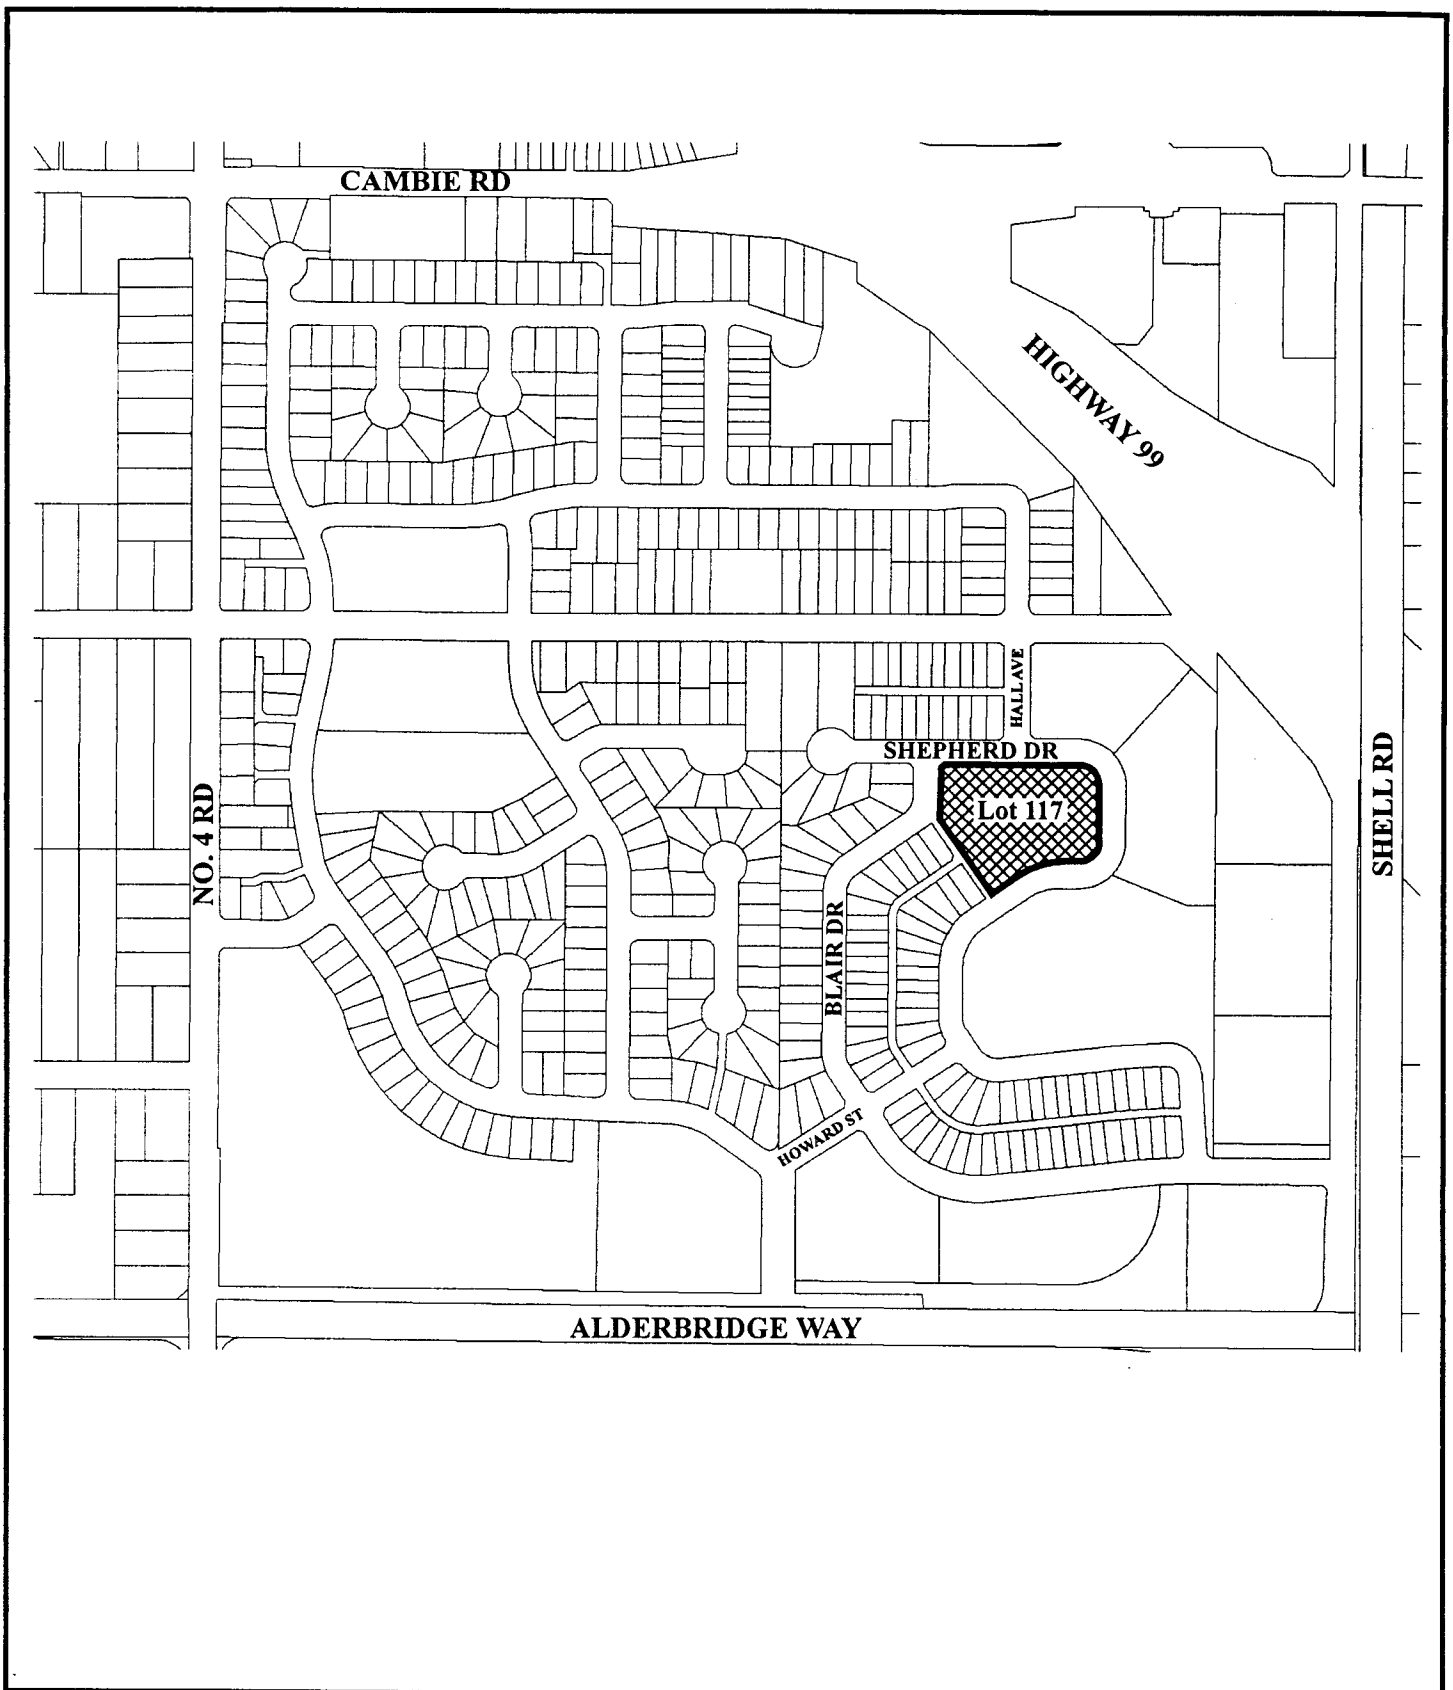 CAMBIE RD
HIGHWAY 99
HALL AVE
SHEPHERD DR
Lot 117
NO. 4 RD
SHELL RD
BLAIR DR
HOWARD ST
ALDERBRIDGE WAY